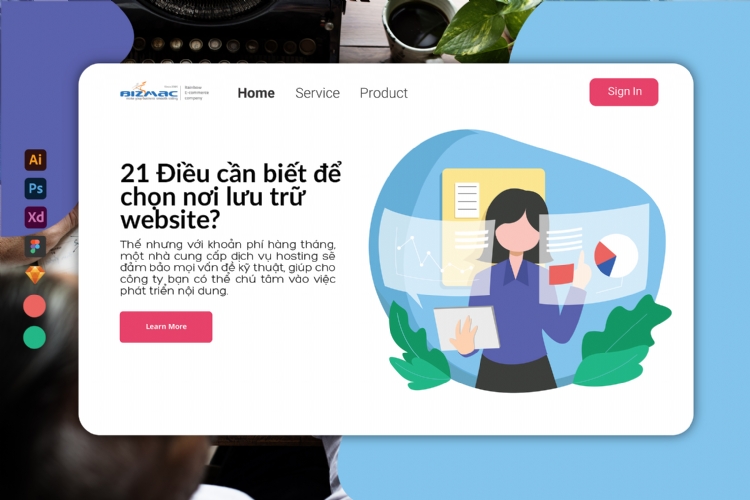 BIZMAC
Rainbow
E-commerce
company
Home
Service
Product
Sign In
Ai
Ps
Xd
21 Điều cần biết để
chọn nơi lưu trữ
website?
Thế nhưng với khoản phí hàng tháng,
một nhà cung cấp dịch vụ hosting sẽ
đảm bảo mọi vấn đề kỹ thuật, giúp cho
công ty bạn có thể chú tâm vào việc
phát triển nội dung.
Learn More